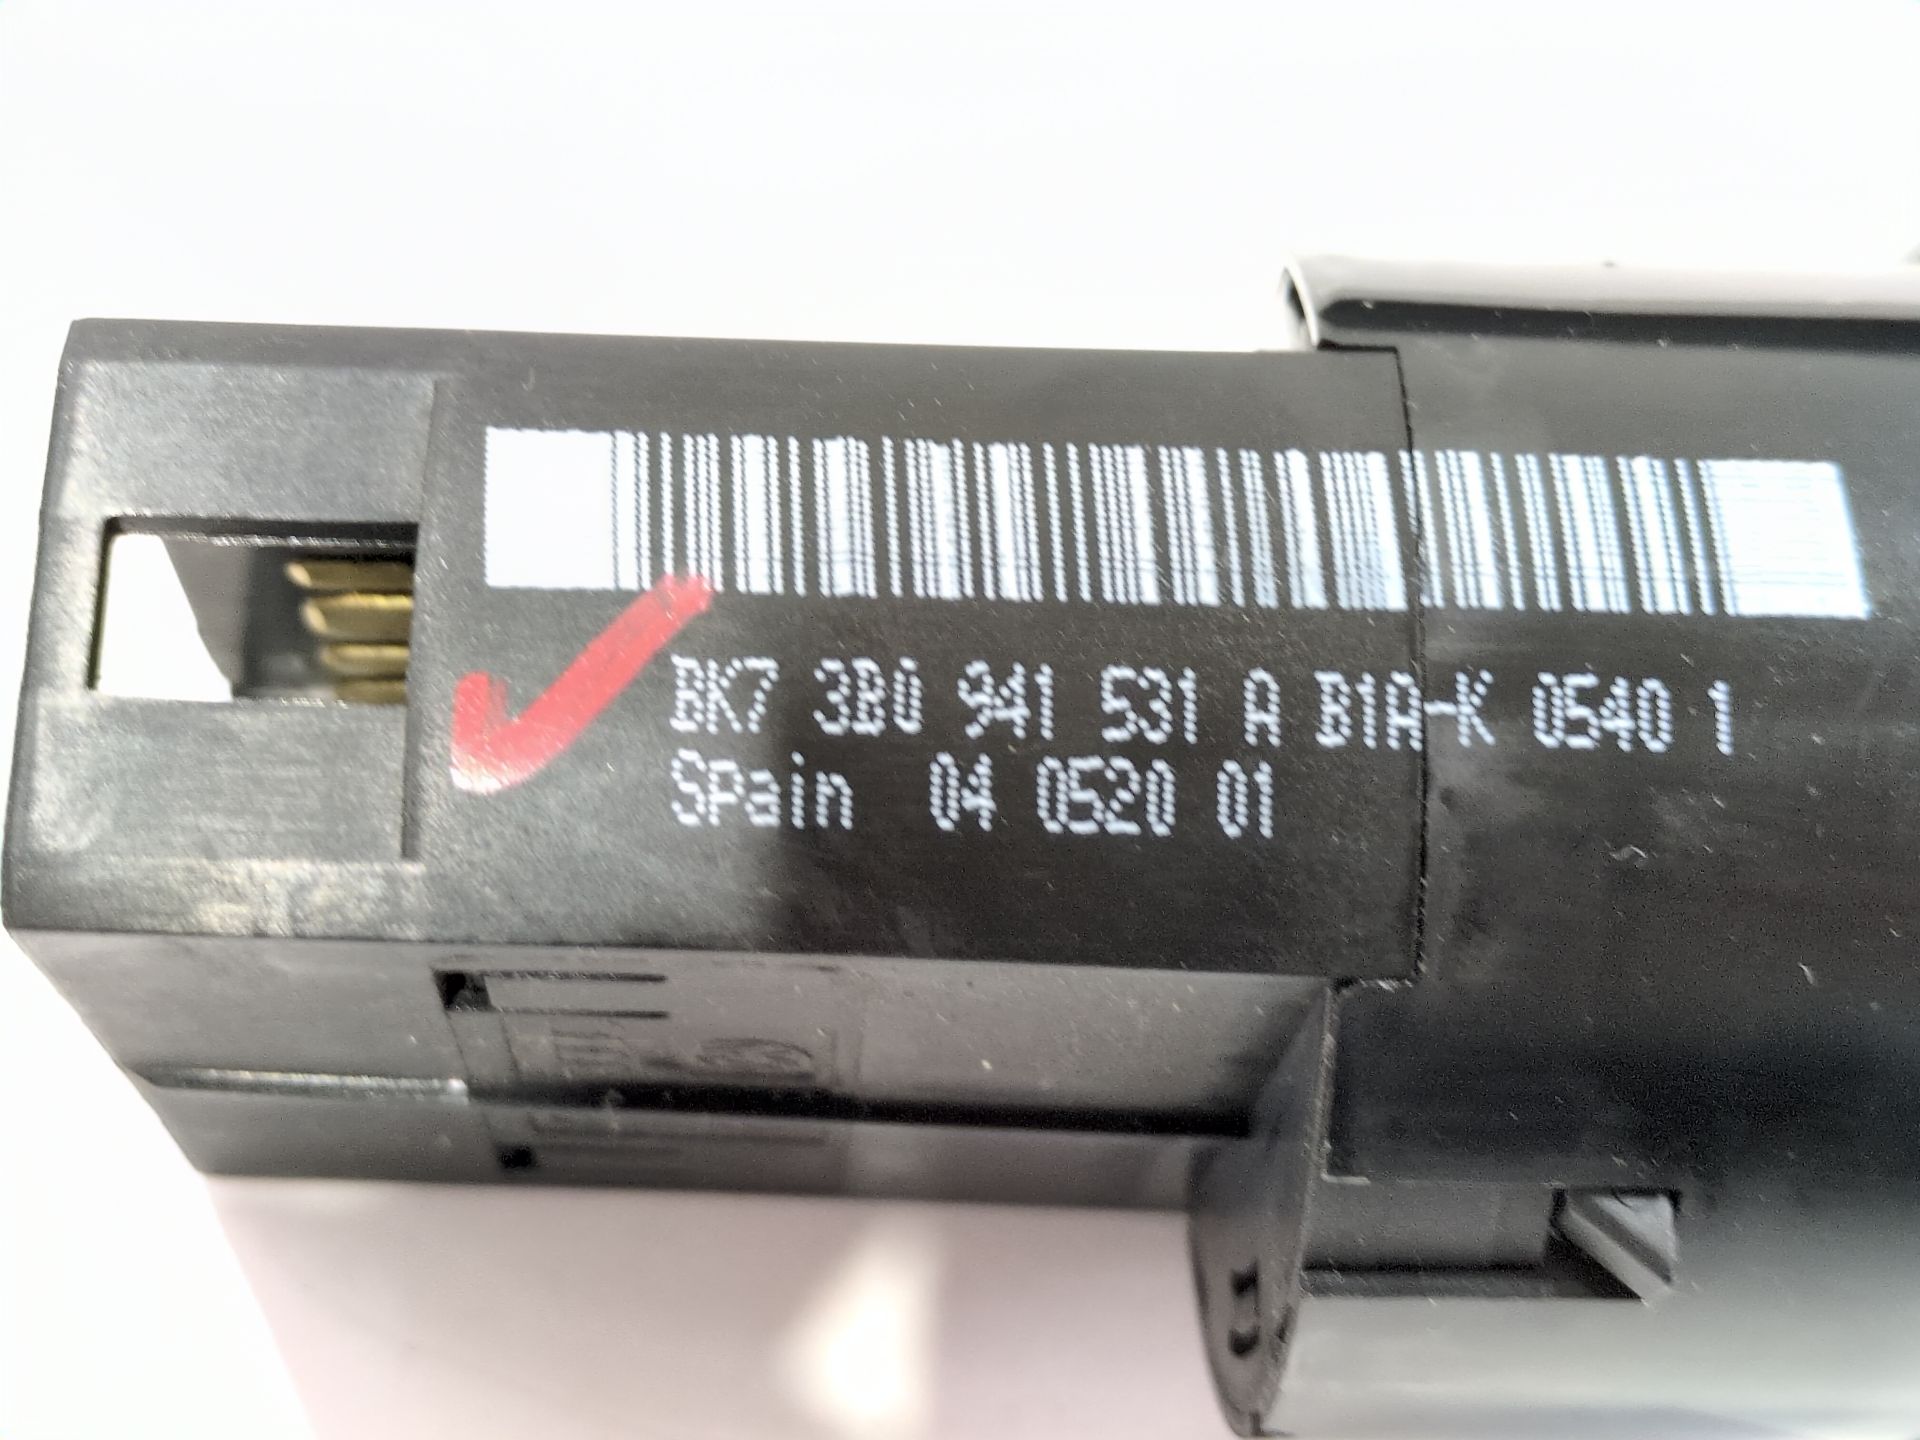 BK7 3B0 941 531 A B1A-K 0540 1
Spain 04 0520 01